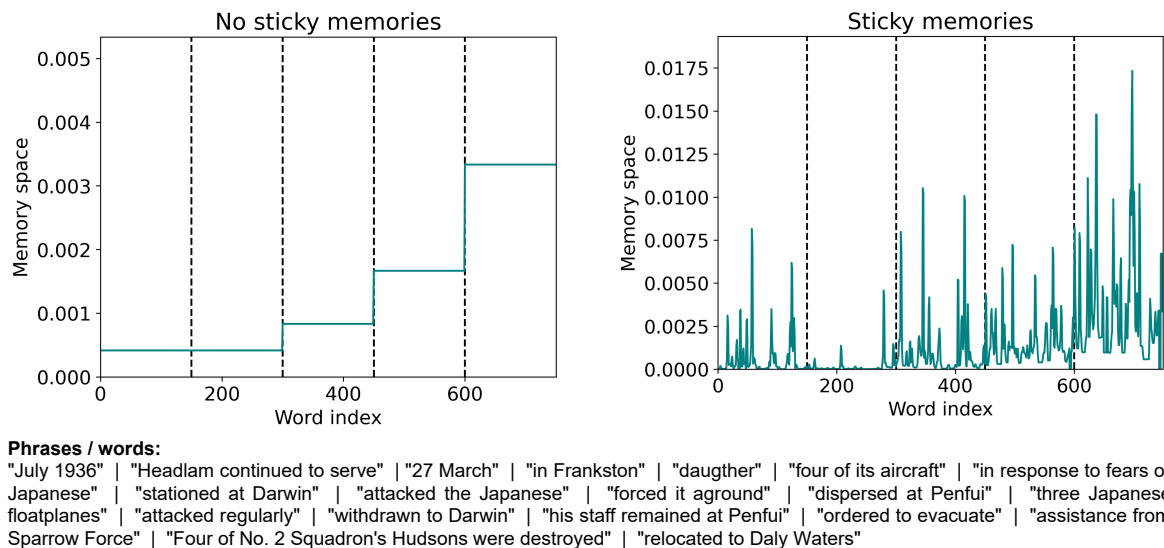 No sticky memories
Sticky memories
0.005
0.004
0.003
0.002
0.001
0.000
Memory space
0
200
400
600
Word index
0.0175
0.0150
0.0125
0.0100
0.0075
0.0050
0.0025
0.0000
Memory space
0
200
400
600
Word index
Phrases / words:
"July 1936" | "Headlam continued to serve" | "27 March" | "in Frankston" | "daugther" | "four of its aircraft" | "in response to fears o
Japanese" | "stationed at Darwin" | "attacked the Japanese" | "forced it aground" | "dispersed at Penfui" | "three Japanese
floatplanes" | "attacked regularly" | "withdrawn to Darwin" | "his staff remained at Penfui" | "ordered to evacuate" | "assistance from
Sparrow Force" | "Four of No. 2 Squadron's Hudsons were destroyed" | "relocated to Daly Waters"